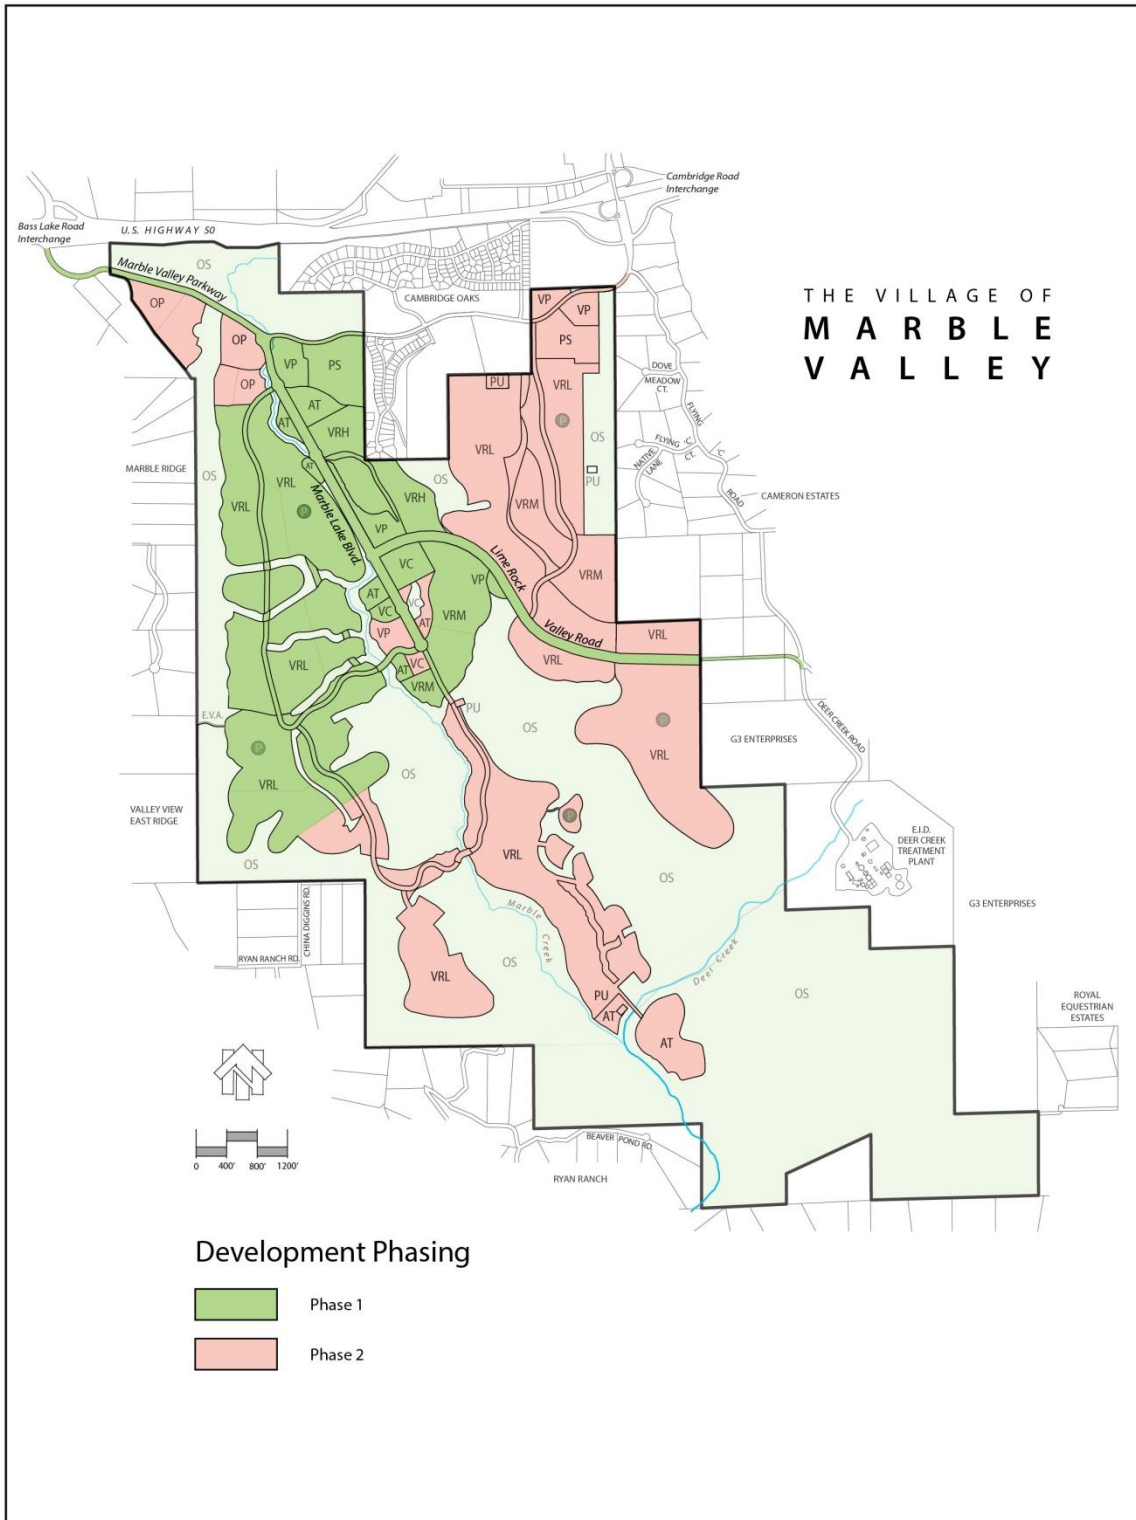 Cambridge Road
Interchange
Bass Lake Road
Interchange
U.S. HIGHWAY 50
OS
Marble Valley Parkway
THE VILLAGE OF
MARBLE
VALLEY
CAMBRIDGE OAKS
OP
VP
VP
OP
PS
VP
PS
DOVE
MEADOW
CT.
OP
PU
VRL
FLYING
'C'
ROAD
AT
AT
VRH
P
OS
FLYING 'C'
CT.
NATIVE
LANE
MARBLE RIDGE
OS
VRL
AT
OS
VRL
PU
VRL
P
Marble Lake Blvd.
VRH
VRM
CAMERON ESTATES
VP
Lime Rock
VC
VP
VRM
AT
VC
VC
VRM
VP
AT
Valley Road
VRL
VRL
AT
VC
VRL
VRM
E.V.A.
PU
OS
P
DEER CREEK ROAD
G3 ENTERPRISES
P
VRL
VRL
OS
VALLEY VIEW
EAST RIDGE
P
E.I.D.
DEER CREEK
TREATMENT
PLANT
OS
VRL
OS
CHINA DIGGINS RD.
Marble
Creek
G3 ENTERPRISES
RYAN RANCH RD.
VRL
OS
Deer Creek
PU
AT
OS
ROYAL
EQUESTRIAN
ESTATES
AT
N
BEAVER POND RD.
0 400' 800' 1200'
RYAN RANCH
Development Phasing
Phase 1
Phase 2